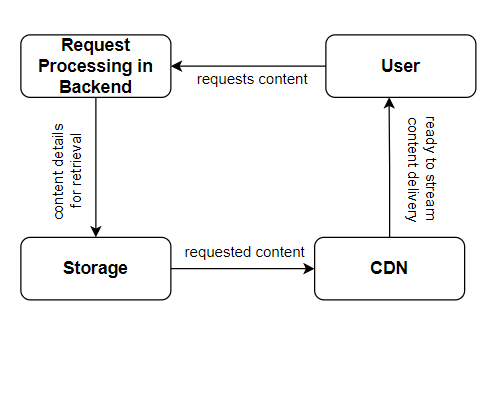 Request
Processing in
Backend
User
requests content
content details
for retrieval
ready to stream
content delivery
Storage
requested content
CDN